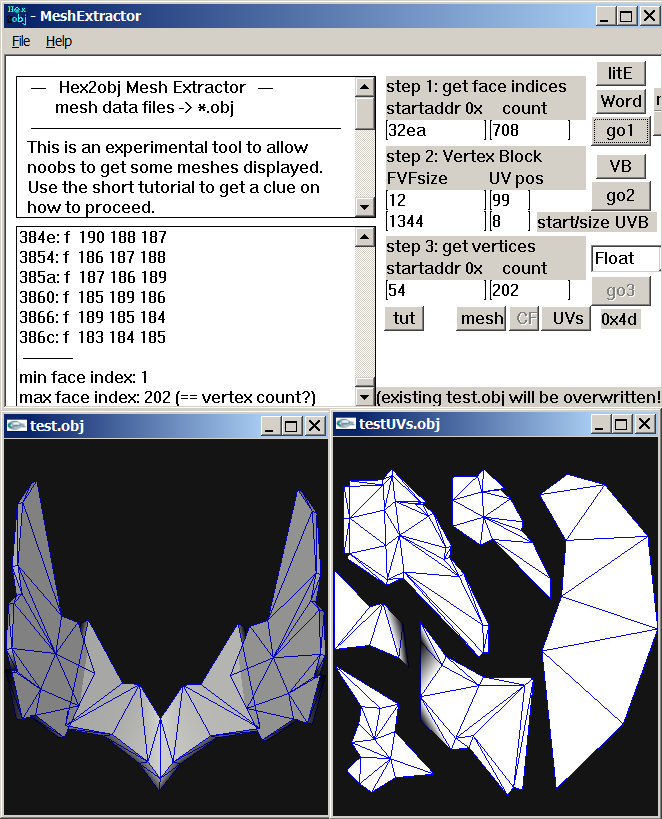 Hex obj - MeshExtractor
File Help
— Hex2obj Mesh Extractor —
mesh data files -> *.obj
This is an experimental tool to allow
noobs to get some meshes displayed.
Use the short tutorial to get a clue on
how to proceed.
384e: f 190 188 187
3854: f 186 187 188
385a: f 187 186 189
3860: f 185 189 186
3866: f 189 185 184
386c: f 183 184 185
min face index: 1
max face index: 202 (== vertex count?)
step 1: get face indices
startaddr 0x count
32ea 708
step 2: Vertex Block
FVFsize UV pos
12 99
1344 8 start/size UVB
step 3: get vertices
startaddr 0x count
54 202
tut mesh CF UVs 0x4d
litE
Word
go1
VB
go2
Float
go3
(existing test.obj will be overwritten!
test.obj
testUVs.obj